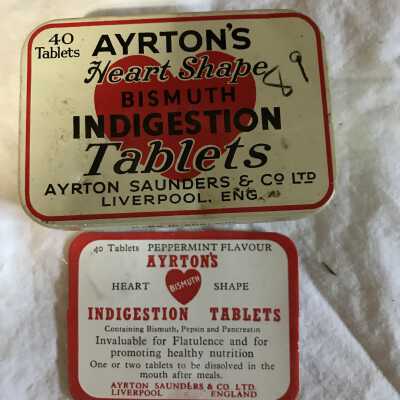 40
Tablets
AYRTON'S
Heart Shape
BISMUTH
INDIGESTION
Tablets
AYRTON SAUNDERS & Co LTD
LIVERPOOL, ENG.
40 Tablets PEPPERMINT FLAVOUR
AYRTON'S
HEART BISMUTH SHAPE
INDIGESTION TABLETS
Containing Bismuth, Pepsin and Pancreatin
Invaluable for Flatulence and for
promoting healthy nutrition
One or two tablets to be dissolved in the
mouth after meals.
AYRTON SAUNDERS & CO. LTD.
LIVERPOOL ENGLAND